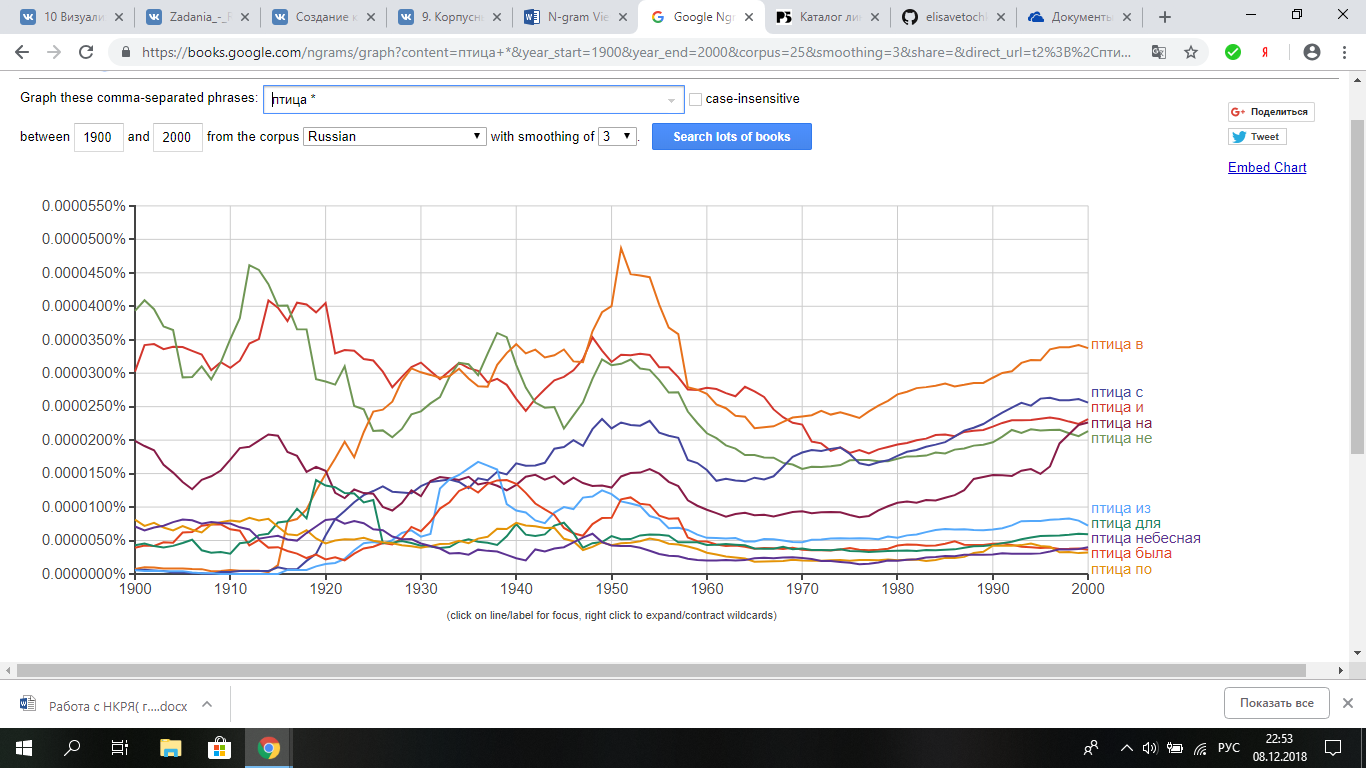 10 Визуали
Zadania_-_F
Создание к
9. Корпусны
N-gram Vie
Google Ngr
Каталог ли
elisavetochk
Документы
https://books.google.com/ngrams/graph?content=птица+*&year_start=1900&year_end=2000&corpus=25&smoothing=3&share=&direct_url=t2%3B%2Cпти...
Graph these comma-separated phrases: птица * case-insensitive
between 1900 and 2000 from the corpus Russian with smoothing of 3 . Search lots of books
Поделиться
Tweet
Embed Chart
0.0000550%
0.0000500%
0.0000450%
0.0000400%
0.0000350%
0.0000300%
0.0000250%
0.0000200%
0.0000150%
0.0000100%
0.0000050%
0.0000000%
птица в
птица с
птица и
птица на
птица не
птица из
птица для
птица небесная
птица была
птица по
1900 1910 1920 1930 1940 1950 1960 1970 1980 1990 2000
(click on line/label for focus, right click to expand/contract wildcards)
Работа с НКРЯ( г....docx
Показать все
РУС
22:53
08.12.2018